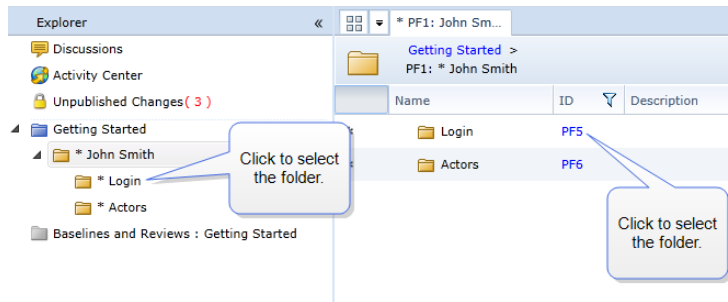 Explorer «
Discussions
Activity Center
Unpublished Changes( 3 )
Getting Started
* John Smith
* Login
* Actors
Baselines and Reviews : Getting Started
Click to select
the folder.
* PF1: John Sm...
Getting Started >
PF1: * John Smith
Name ID Description
Login PF5
Actors PF6
Click to select
the folder.